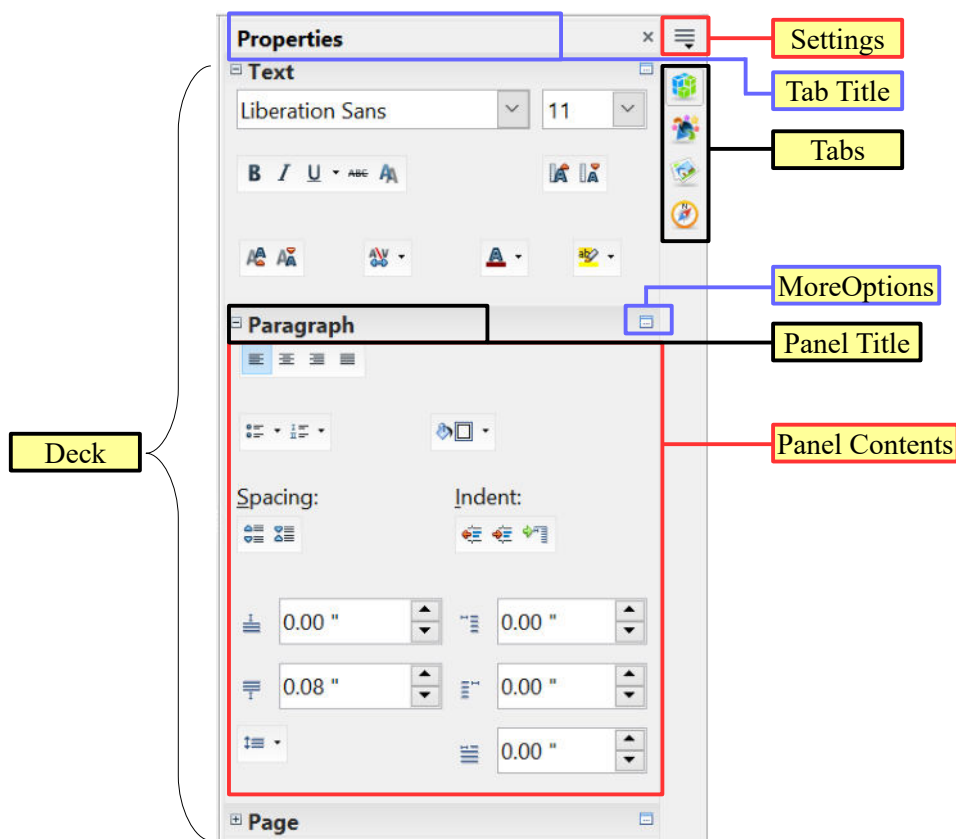 Properties
Settings
Text
Tab Title
Liberation Sans
11
Tabs
B I U ABC A
MoreOptions
Paragraph
Panel Title
Deck
Panel Contents
Spacing:
Indent:
0.00 "
0.00 "
0.08 "
0.00 "
0.00 "
Page